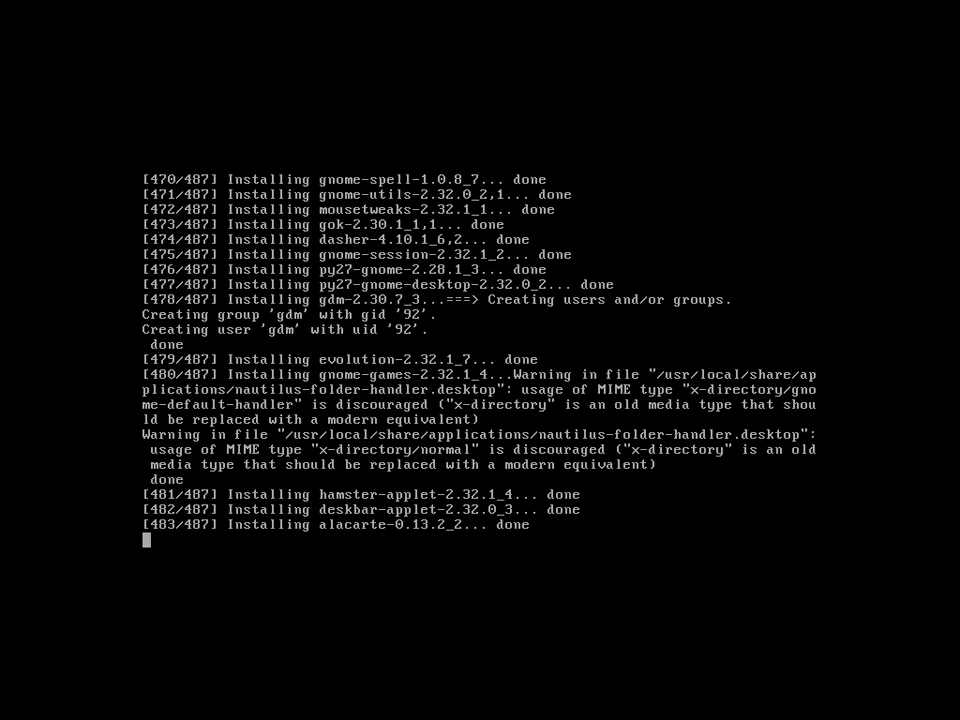 [470/487] Installing gnome-spell-1.0.8_7... done
[471/487] Installing gnome-utils-2.32.0_2,1... done
[472/487] Installing mousetweaks-2.32.1_1... done
[473/487] Installing gok-2.30.1_1,1... done
[474/487] Installing dasher-4.10.1_6,2... done
[475/487] Installing gnome-session-2.32.1_2... done
[476/487] Installing py27-gnome-2.28.1_3... done
[477/487] Installing py27-gnome-desktop-2.32.0_2... done
[478/487] Installing gdm-2.30.7_3...===> Creating users and/or groups.
Creating group 'gdm' with gid '92'.
Creating user 'gdm' with uid '92'.
 done
[479/487] Installing evolution-2.32.1_7... done
[480/487] Installing gnome-games-2.32.1_4...Warning in file "/usr/local/share/ap
plications/nautilus-folder-handler.desktop": usage of MIME type "x-directory/gno
me-default-handler" is discouraged ("x-directory" is an old media type that shou
ld be replaced with a modern equivalent)
Warning in file "/usr/local/share/applications/nautilus-folder-handler.desktop":
 usage of MIME type "x-directory/normal" is discouraged ("x-directory" is an old
 media type that should be replaced with a modern equivalent)
 done
[481/487] Installing hamster-applet-2.32.1_4... done
[482/487] Installing deskbar-applet-2.32.0_3... done
[483/487] Installing alacarte-0.13.2_2... done